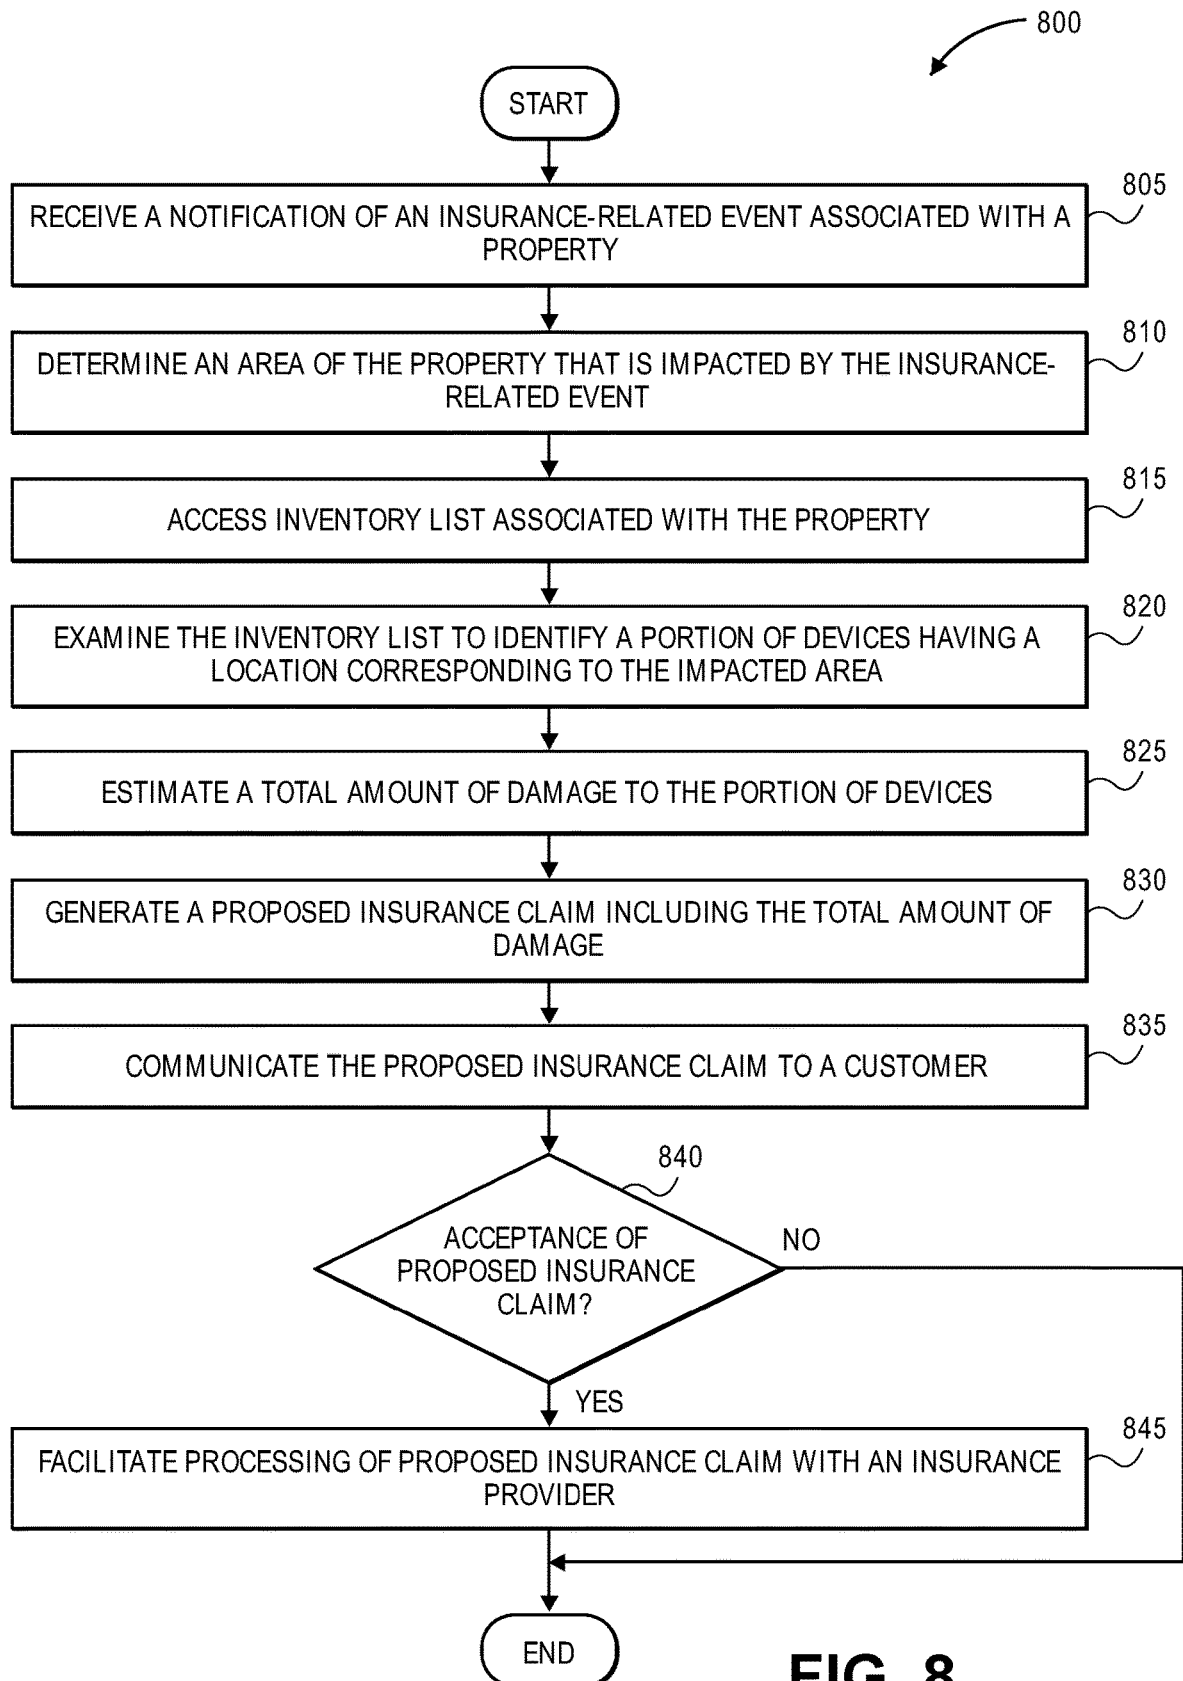 800
START
805
RECEIVE A NOTIFICATION OF AN INSURANCE-RELATED EVENT ASSOCIATED WITH A
PROPERTY
810
DETERMINE AN AREA OF THE PROPERTY THAT IS IMPACTED BY THE INSURANCE-
RELATED EVENT
815
ACCESS INVENTORY LIST ASSOCIATED WITH THE PROPERTY
820
EXAMINE THE INVENTORY LIST TO IDENTIFY A PORTION OF DEVICES HAVING A
LOCATION CORRESPONDING TO THE IMPACTED AREA
825
ESTIMATE A TOTAL AMOUNT OF DAMAGE TO THE PORTION OF DEVICES
830
GENERATE A PROPOSED INSURANCE CLAIM INCLUDING THE TOTAL AMOUNT OF
DAMAGE
835
COMMUNICATE THE PROPOSED INSURANCE CLAIM TO A CUSTOMER
840
ACCEPTANCE OF
PROPOSED INSURANCE
CLAIM?
NO
YES
845
FACILITATE PROCESSING OF PROPOSED INSURANCE CLAIM WITH AN INSURANCE
PROVIDER
END
FIG. 8